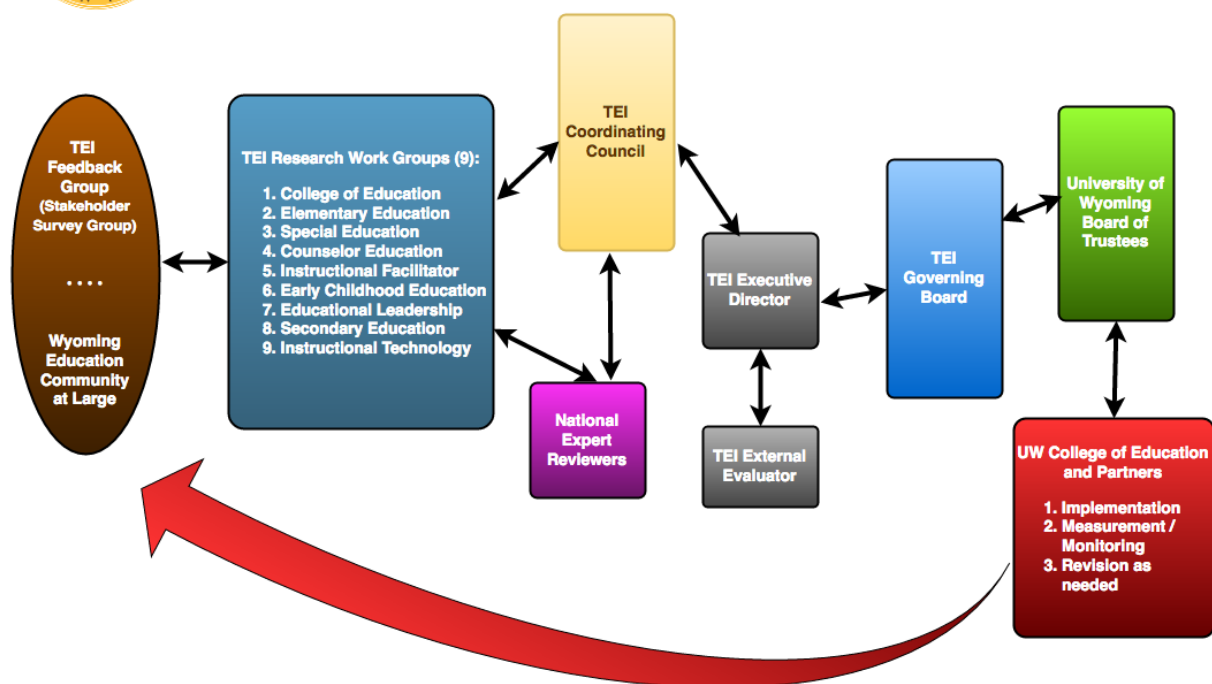 TEI
Feedback
Group
(Stakeholder
Survey Group)
....
Wyoming
Education
Community
at Large
TEI Research Work Groups (9):
1. College of Education
2. Elementary Education
3. Special Education
4. Counselor Education
5. Instructional Facilitator
6. Early Childhood Education
7. Educational Leadership
8. Secondary Education
9. Instructional Technology
TEI
Coordinating
Council
National
Expert
Reviewers
TEI Executive
Director
TEI External
Evaluator
TEI
Governing
Board
University of
Wyoming
Board of
Trustees
UW College of Education
and Partners
1. Implementation
2. Measurement /
Monitoring
3. Revision as
needed